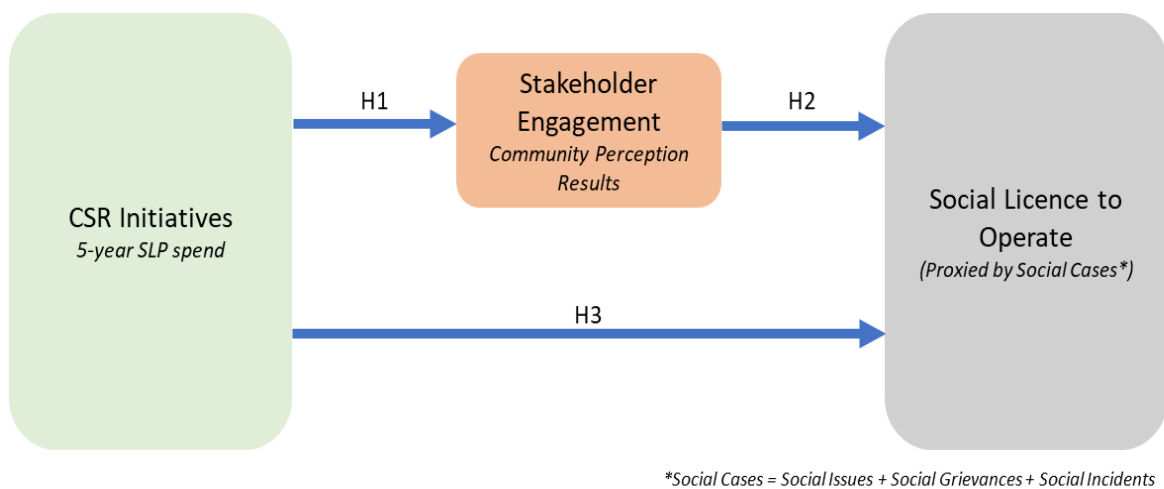 CSR Initiatives
5-year SLP spend
H1
Stakeholder
Engagement
Community Perception
Results
H2
H3
Social Licence to
Operate
(Proxied by Social Cases*)
*Social Cases = Social Issues + Social Grievances + Social Incidents